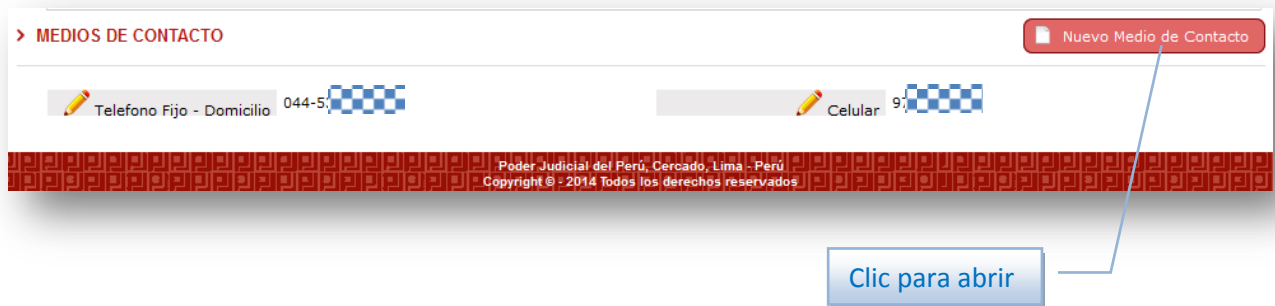 MEDIOS DE CONTACTO
Nuevo Medio de Contacto
Telefono Fijo - Domicilio 044-5
Celular 97
Poder Judicial del Perú, Cercado, Lima - Perú
Copyright © - 2014 Todos los derechos reservados
Clic para abrir